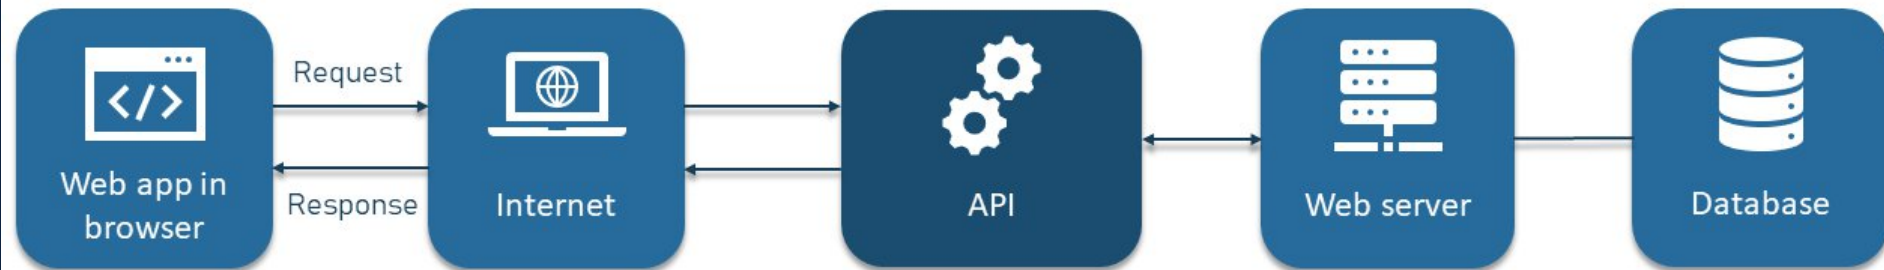 Web app in
browser
Request
Response
Internet
API
Web server
Database